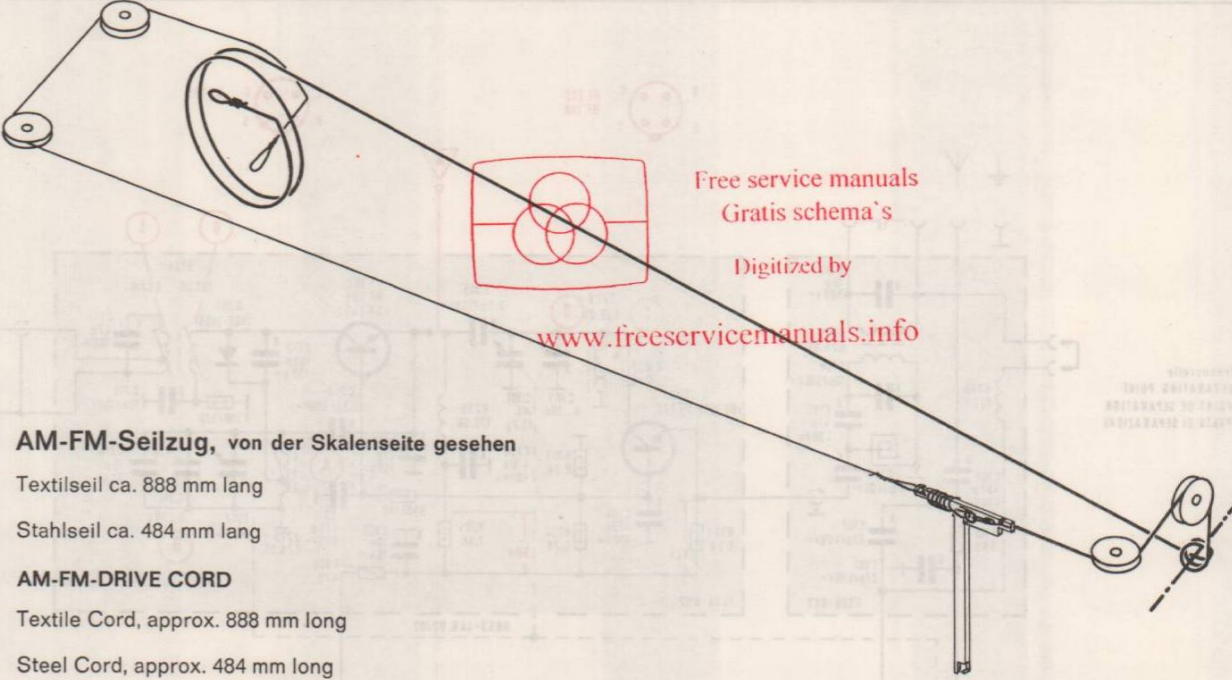 Free service manuals
Gratis schema`s
Digitized by
www.freeservicemanuals.info
AM-FM-Seilzug, von der Skalenseite gesehen
Textilseil ca. 888 mm lang
Stahlseil ca. 484 mm lang
AM-FM-DRIVE CORD
Textile Cord, approx. 888 mm long
Steel Cord, approx. 484 mm long